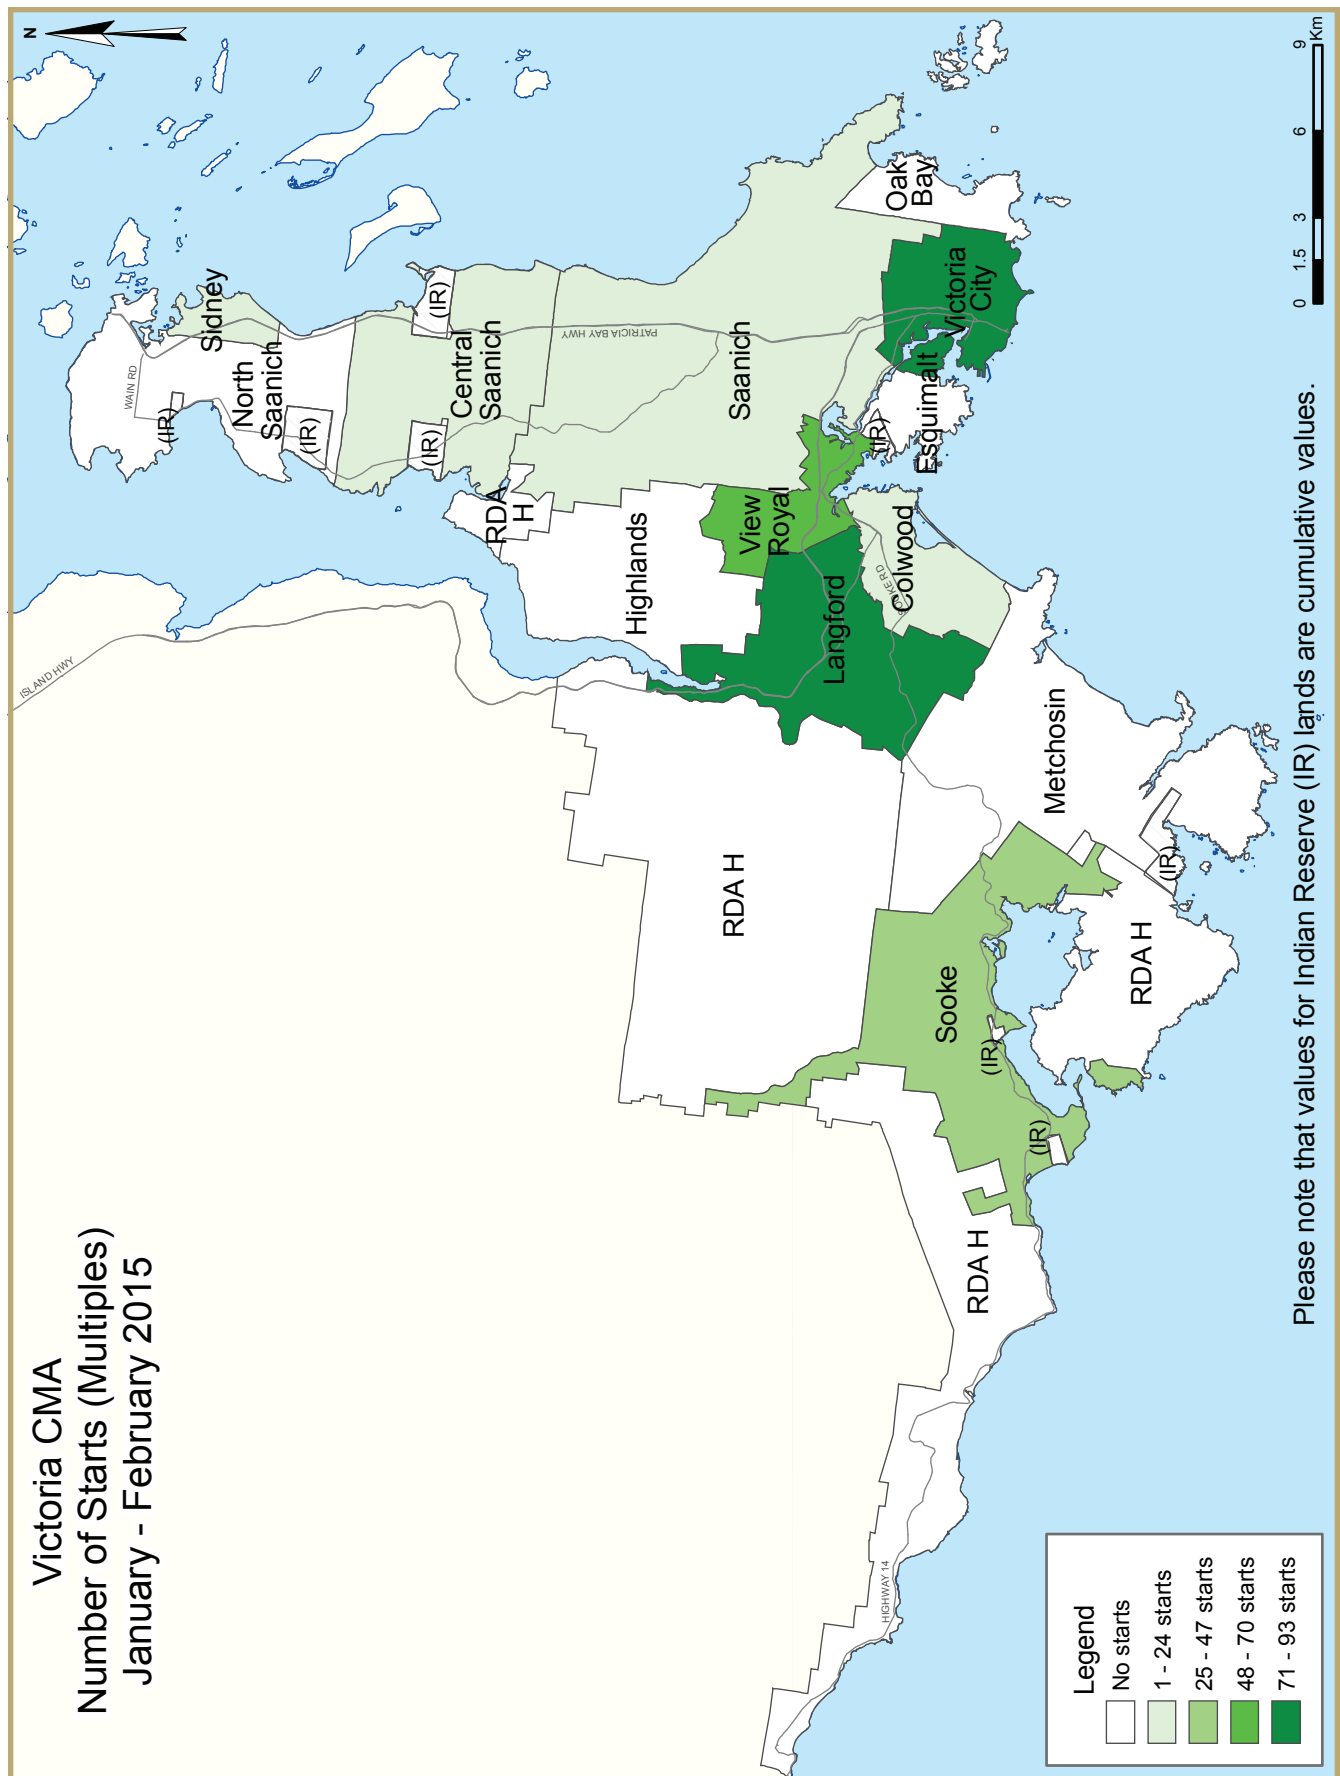 Victoria CMA
Number of Starts (Multiples)
January - February 2015
N
ISLAND HWY
WAIN RD
(IR)
Sidney
North
Saanich
(IR)
(IR)
(IR)
Central
Saanich
PATRICIA BAY HWY
RDA
H
Highlands
Saanich
View
Royal
Langford
Oak
Bay
Victoria
City
(IR)
Esquimalt
Colwood
SOOKE RD
RDA H
Metchosin
Sooke
(IR)
(IR)
(IR)
RDA H
RDA H
HIGHWAY 14
Legend
No starts
1 - 24 starts
25 - 47 starts
48 - 70 starts
71 - 93 starts
0 1.5 3 6 9
Km
Please note that values for Indian Reserve (IR) lands are cumulative values.